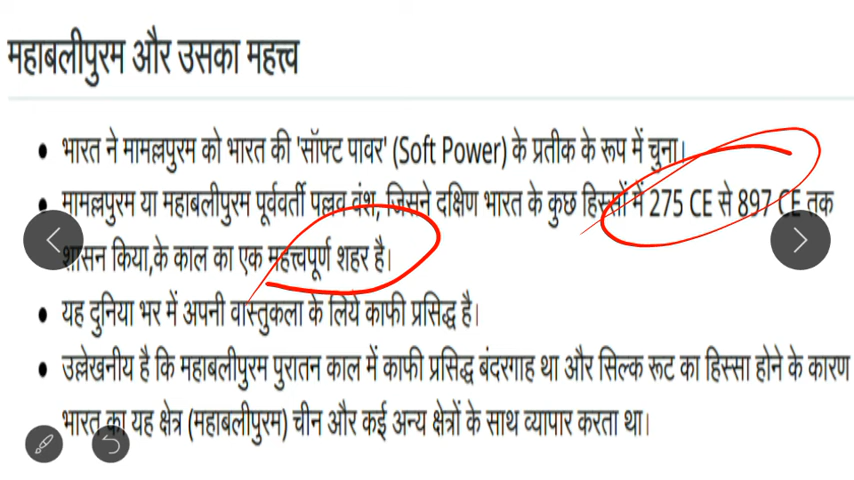 महाबलीपुरम और उसका महत्त्व
भारत ने मामल्लपुरम को भारत की 'सॉफ्ट पावर' (Soft Power) के प्रतीक के रूप में चुना।
मामल्लपुरम या महाबलीपुरम पूर्ववर्ती पल्लव वंश, जिसने दक्षिण भारत के कुछ हिस्सों में 275 CE से 897 CE तक
शासन किया,के काल का एक महत्त्वपूर्ण शहर है।
यह दुनिया भर में अपनी वास्तुकला के लिये काफी प्रसिद्ध है।
उल्लेखनीय है कि महाबलीपुरम पुरातन काल में काफी प्रसिद्ध बंदरगाह था और सिल्क रूट का हिस्सा होने के कारण
भारत का यह क्षेत्र (महाबलीपुरम) चीन और कई अन्य क्षेत्रों के साथ व्यापार करता था।